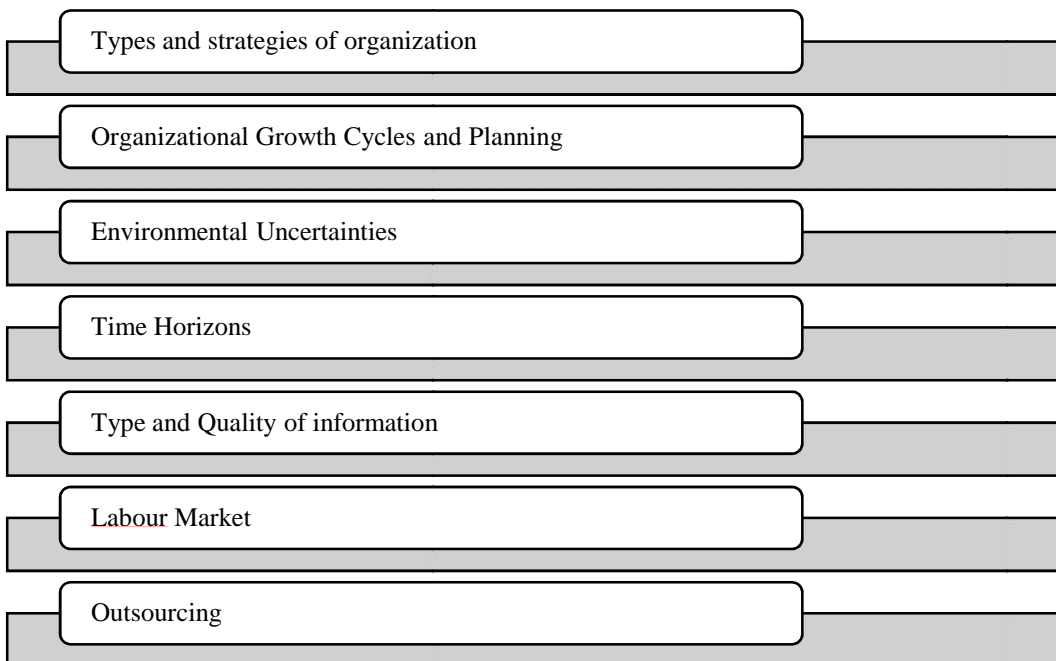 Types and strategies of organization
Organizational Growth Cycles and Planning
Environmental Uncertainties
Time Horizons
Type and Quality of information
Labour Market
Outsourcing